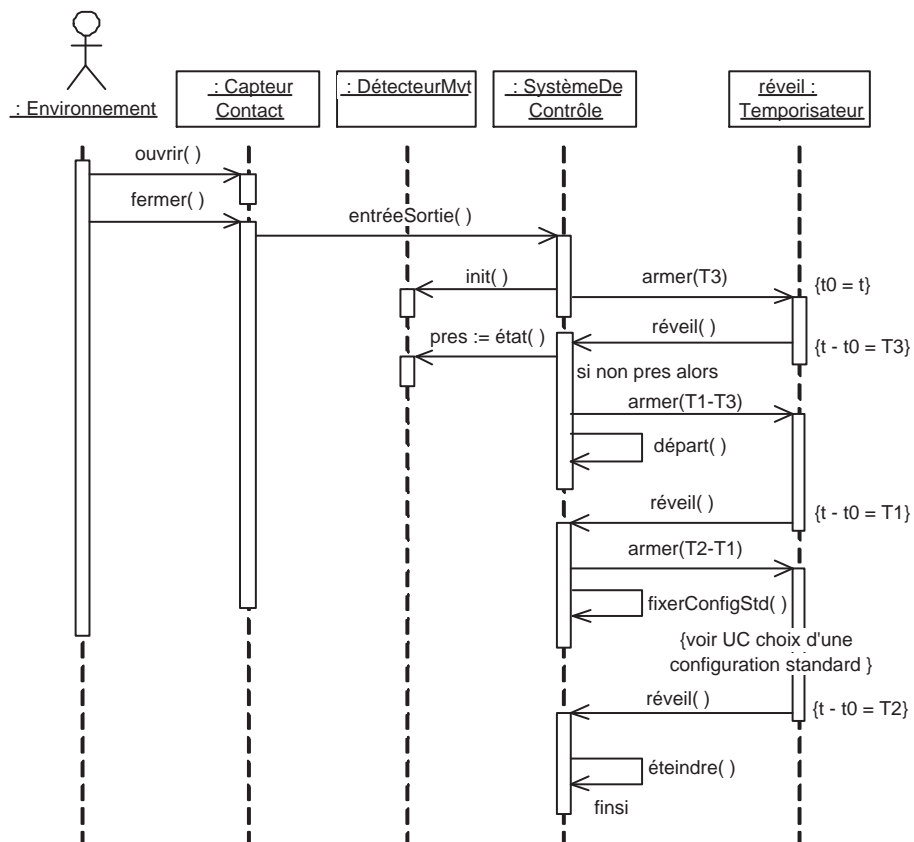 : Environnement
: Capteur
Contact
: DétecteurMvt
: SystèmeDe
Contrôle
réveil :
Temporisateur
ouvrir( )
fermer( )
entréeSortie( )
init( )
armer(T3)
{t0 = t}
réveil( )
{t - t0 = T3}
pres := état( )
si non pres alors
armer(T1-T3)
départ( )
réveil( )
{t - t0 = T1}
armer(T2-T1)
fixerConfigStd( )
{voir UC choix d'une
configuration standard }
réveil( )
{t - t0 = T2}
éteindre( )
finsi